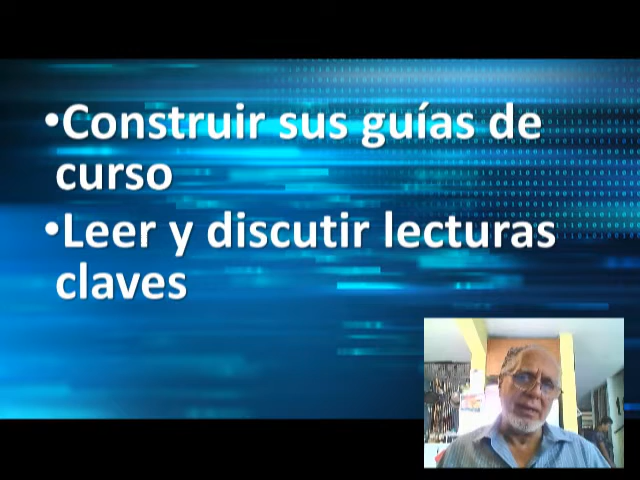 •Construir sus guías de
curso
•Leer y discutir lecturas
claves